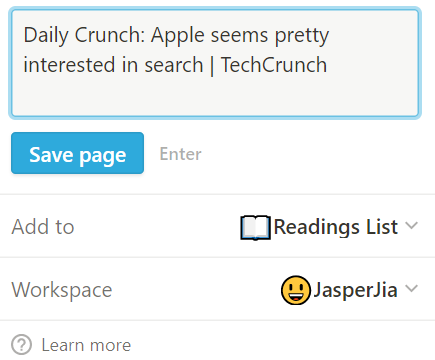 Daily Crunch: Apple seems pretty
interested in search | TechCrunch
Save page Enter
Add to Readings List
Workspace JasperJia
Learn more